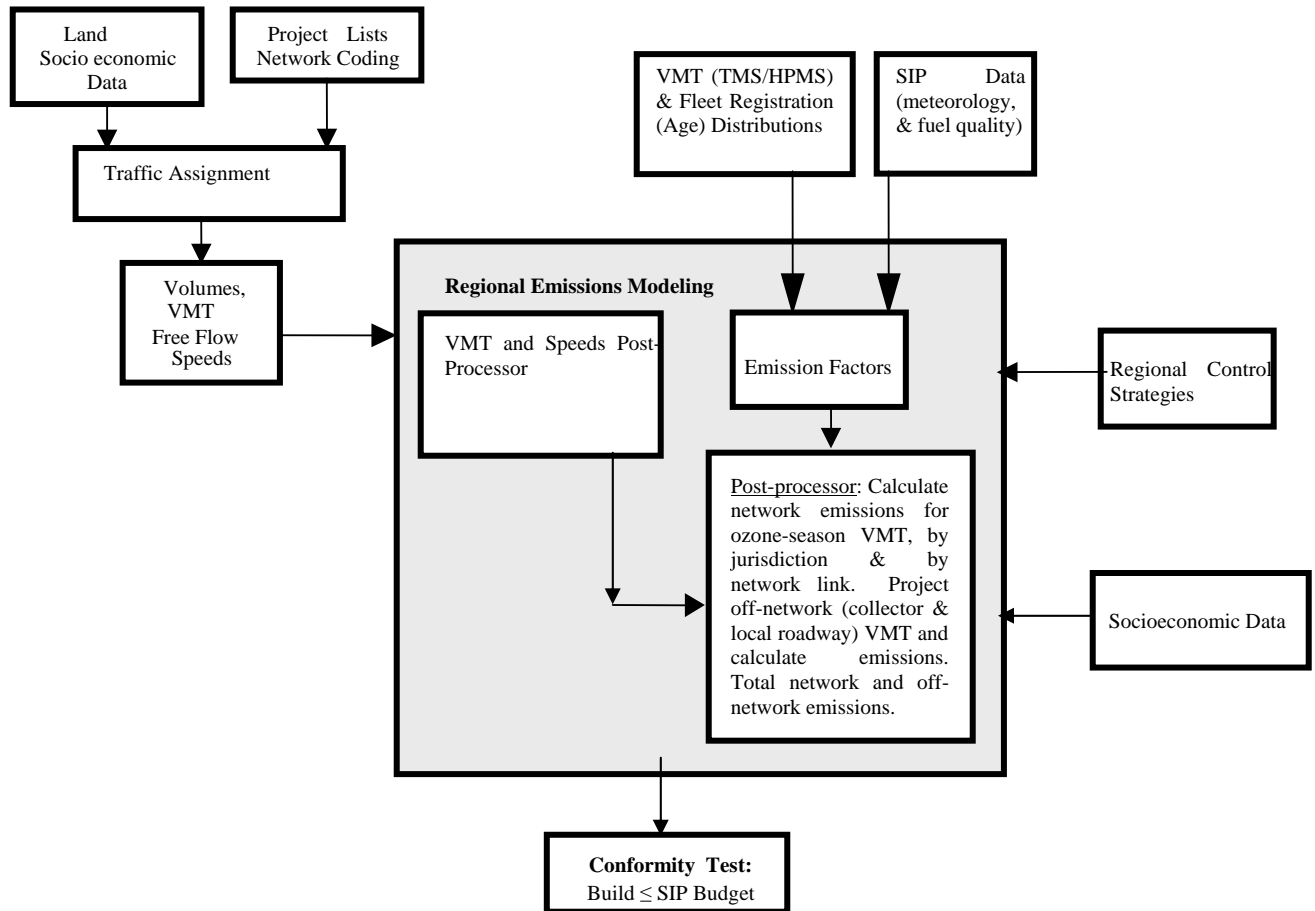 Land
Socio economic
Data
Project Lists
Network Coding
VMT (TMS/HPMS)
& Fleet Registration
(Age) Distributions
SIP Data
(meteorology,
& fuel quality)
Traffic Assignment
Volumes,
VMT
Free Flow
Speeds
Regional Emissions Modeling
VMT and Speeds Post-
Processor
Emission Factors
Regional Control
Strategies
Post-processor: Calculate
network emissions for
ozone-season VMT, by
jurisdiction & by
network link. Project
off-network (collector &
local roadway) VMT and
calculate emissions.
Total network and off-
network emissions.
Socioeconomic Data
Conformity Test:
Build ≤ SIP Budget